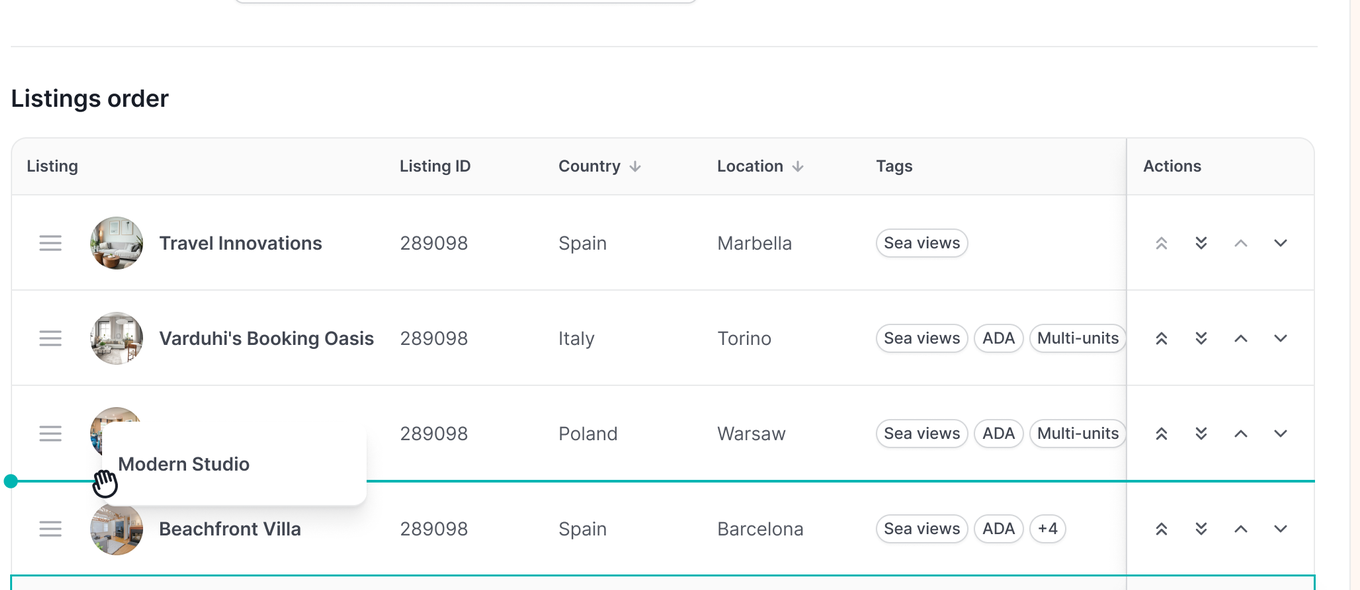 Listings order
Listing Listing ID Country Location Tags Actions
Travel Innovations 289098 Spain Marbella Sea views
Varduhi's Booking Oasis 289098 Italy Torino Sea views ADA Multi-units
289098 Poland Warsaw Sea views ADA Multi-units
Modern Studio
Beachfront Villa 289098 Spain Barcelona Sea views ADA +4